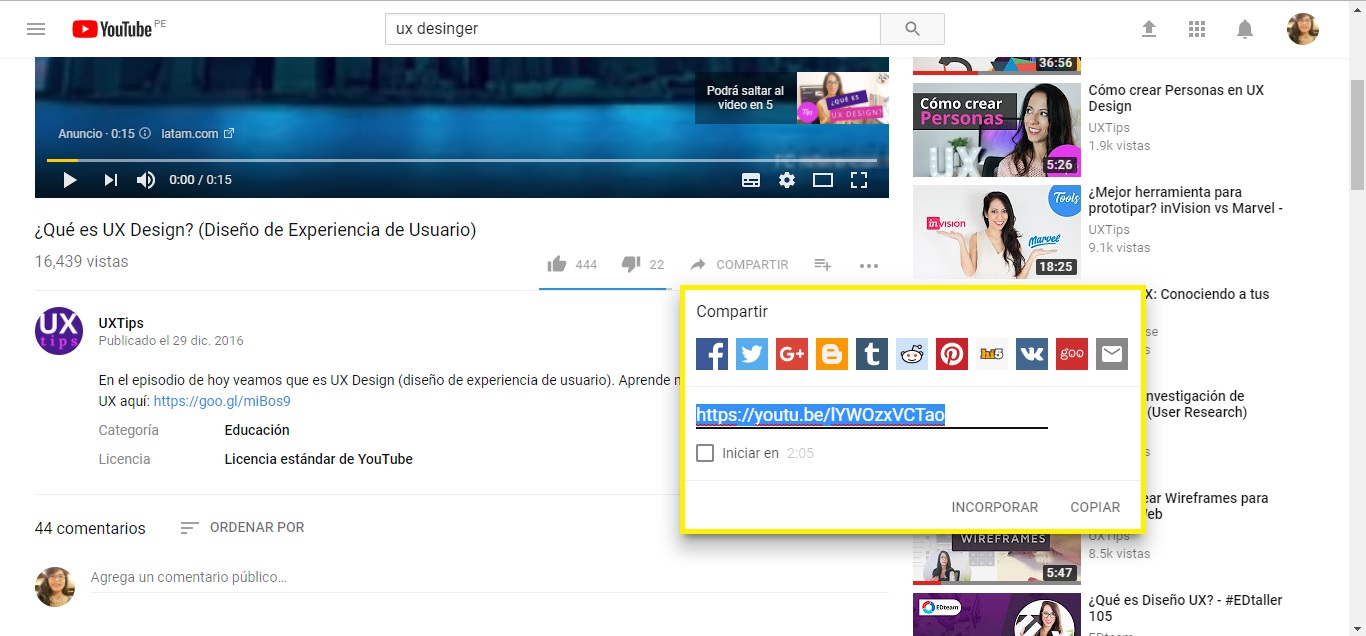 YouTube PE
ux desinger
Podrá saltar al
video en 5
¿QUÉ ES
UX DESIGN?
Anuncio · 0:15
latam.com
0:00 / 0:15
¿Qué es UX Design? (Diseño de Experiencia de Usuario)
16,439 vistas
444
22
COMPARTIR
UX
tips
UXTips
Publicado el 29 dic. 2016
En el episodio de hoy veamos que es UX Design (diseño de experiencia de usuario). Aprende
UX aquí: https://goo.gl/miBos9
Categoría
Educación
Licencia
Licencia estándar de YouTube
44 comentarios
ORDENAR POR
Agrega un comentario público...
Compartir
G+
t
hi5
goo
https://youtu.be/lYWOzxVCTao
Iniciar en 2:05
INCORPORAR
COPIAR
36:56
Cómo crear
Personas
UX
5:26
Cómo crear Personas en UX
Design
UXTips
1.9k vistas
Tools
invision
MARVEL
18:25
¿Mejor herramienta para
prototipar? inVision vs Marvel -
UXTips
9.1k vistas
X: Conociendo a tus
se
s
nvestigación de
(User Research)
s
ear Wireframes para
eb
UXTips
8.5k vistas
WIREFRAMES
5:47
EDteam
¿Qué es Diseño UX? - #EDtaller
105
EDteam